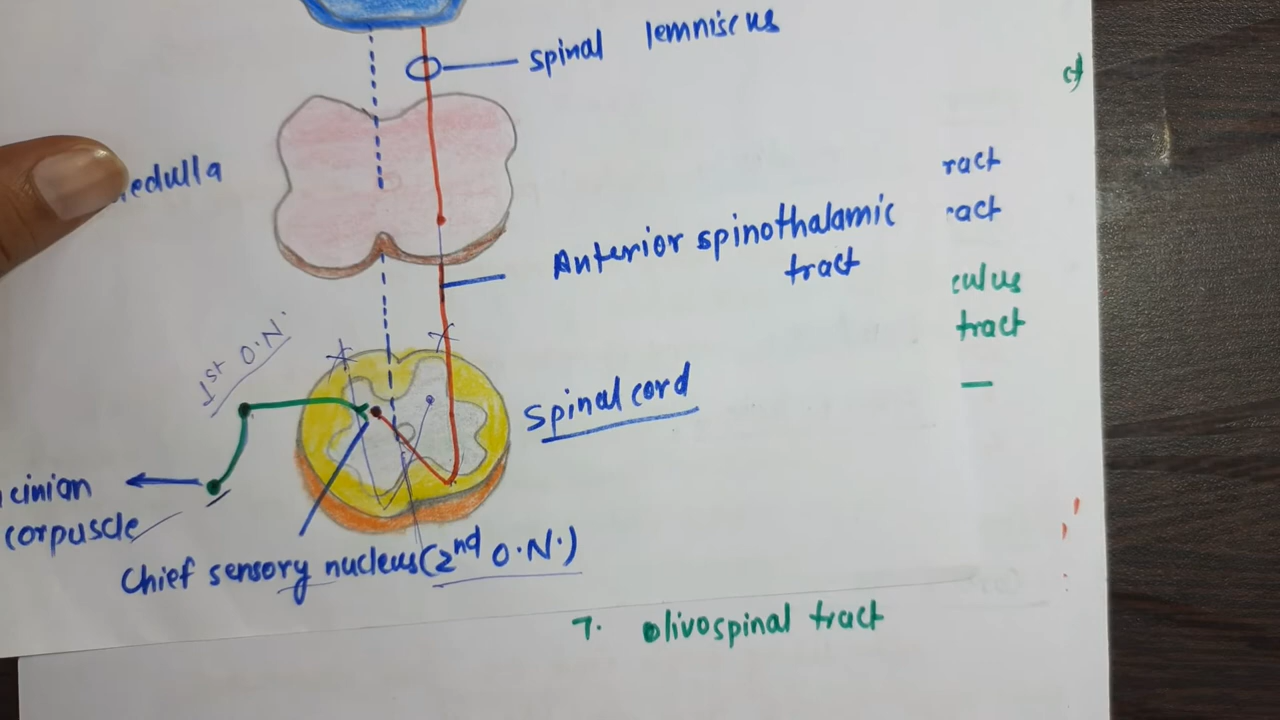 spinal lemniscus
edulla
Anterior spinothalamic
tract
1st O.N.
spinal cord
cinian
corpuscle
chief sensory nucleus (2nd O.N.)
ract
act
culus
tract
7. olivospinal tract